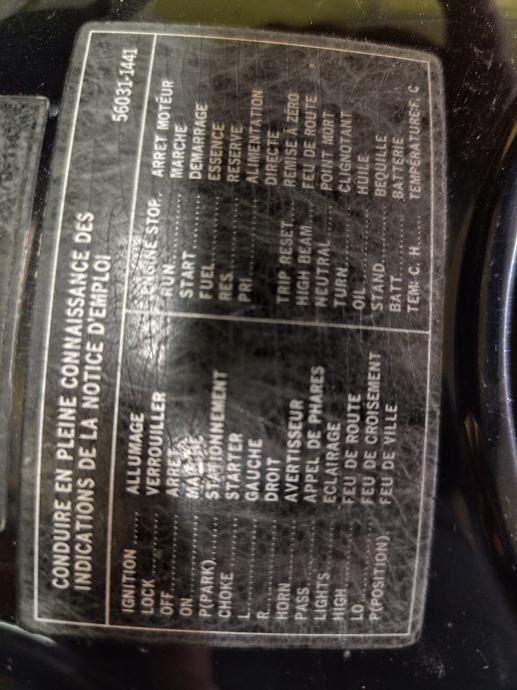 CONDUIRE EN PLEINE CONNAISSANCE DES
INDICATIONS DE LA NOTICE D'EMPLOI
56031-1441
IGNITION ..... ALLUMAGE
LOCK ..... VERROUILLER
OFF ..... ARRET
ON ..... MARCHE
P(PARK) ..... STATIONNEMENT
CHOKE ..... STARTER
L ..... GAUCHE
R ..... DROIT
HORN ..... AVERTISSEUR
PASS ..... APPEL DE PHARES
LIGHTS ..... ECLAIRAGE
HIGH ..... FEU DE ROUTE
LO ..... FEU DE CROISEMENT
P(POSITION) ..... FEU DE VILLE
ENGINE STOP ..... ARRET MOTEUR
RUN ..... MARCHE
START ..... DEMARRAGE
FUEL ..... ESSENCE
RES. ..... RESERVE
PRI. ..... ALIMENTATION
DIRECTE
TRIP RESET ..... REMISE À ZERO
HIGH BEAM ..... FEU DE ROUTE
NEUTRAL ..... POINT MORT
TURN ..... CLIGNOTANT
OIL ..... HUILE
STAND ..... BEQUILLE
BATT ..... BATTERIE
TEM· C. H ..... TEMPERATURE·F. C